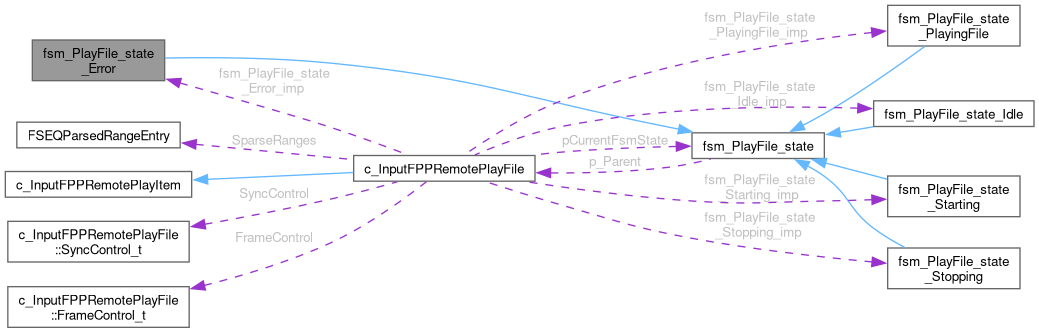 fsm_PlayFile_state
_Error
FSEQParsedRangeEntry
c_InputFPPRemotePlayItem
c_InputFPPRemotePlayFile
::SyncControl_t
c_InputFPPRemotePlayFile
::FrameControl_t
fsm_PlayFile_state
_Error_imp
SparseRanges
SyncControl
FrameControl
c_InputFPPRemotePlayFile
fsm_PlayFile_state
_PlayingFile_imp
fsm_PlayFile_state
Idle_imp
pCurrentFsmState
p_Parent
fsm_PlayFile_state
Starting_imp
fsm_PlayFile_state
_Stopping_imp
fsm_PlayFile_state
fsm_PlayFile_state
_PlayingFile
fsm_PlayFile_state_Idle
fsm_PlayFile_state
_Starting
fsm_PlayFile_state
_Stopping